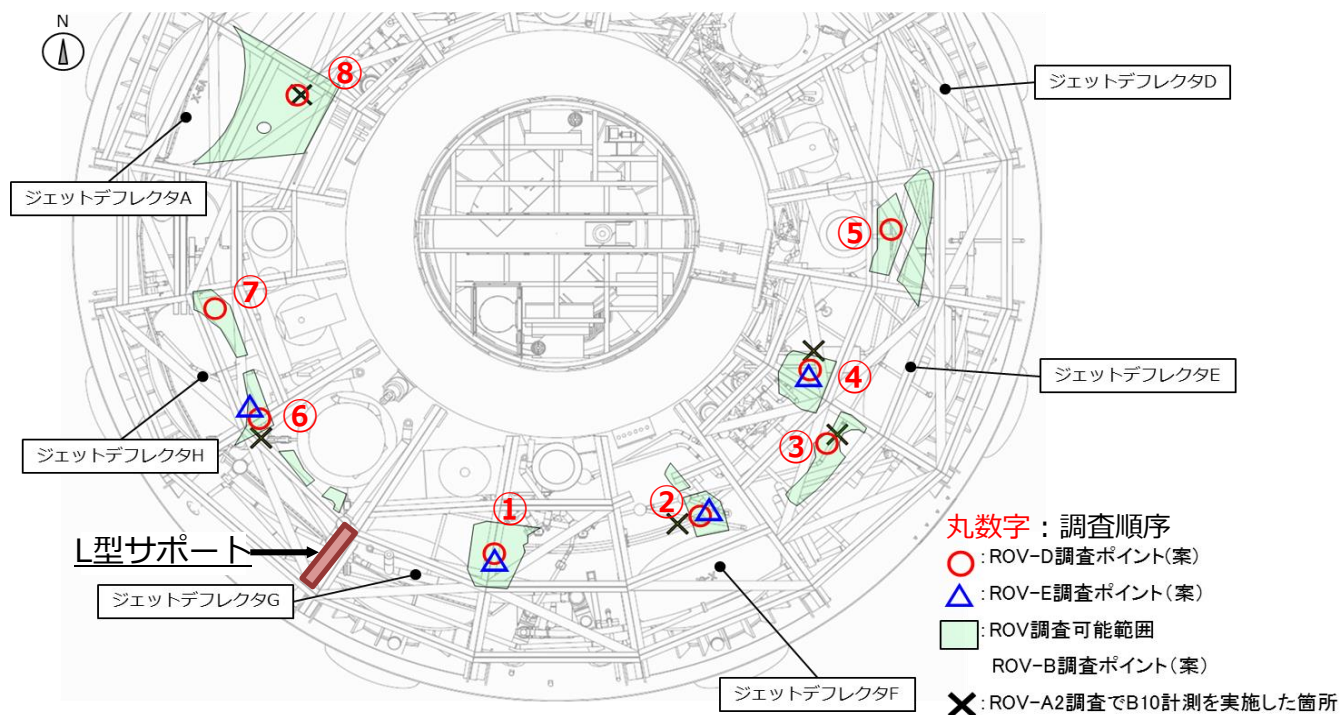 N
⑧
ジェットデフレクタD
ジェットデフレクタA
⑤
⑦
④
ジェットデフレクタE
⑥
③
ジェットデフレクタH
①
②
L型サポート
ジェットデフレクタG
ジェットデフレクタF
丸数字：調査順序
：ROV-D調査ポイント（案）
：ROV-E調査ポイント（案）
：ROV調査可能範囲
ROV-B調査ポイント（案）
：ROV-A2調査でB10計測を実施した箇所